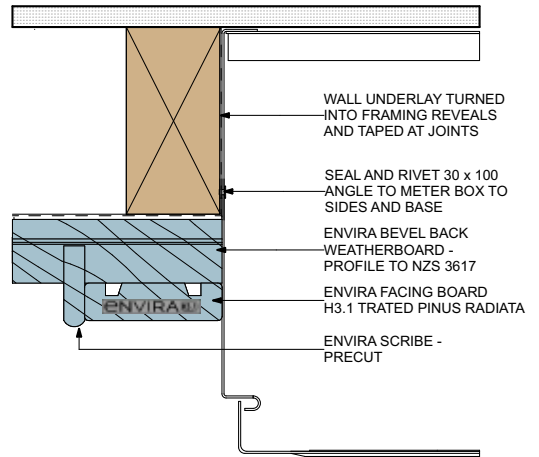 WALL UNDERLAY TURNED
INTO FRAMING REVEALS
AND TAPED AT JOINTS
SEAL AND RIVET 30 x 100
ANGLE TO METER BOX TO
SIDES AND BASE
ENVIRA BEVEL BACK
WEATHERBOARD -
PROFILE TO NZS 3617
ENVIRA FACING BOARD
H3.1 TRATED PINUS RADIATA
ENVIRA
ENVIRA SCRIBE -
PRECUT